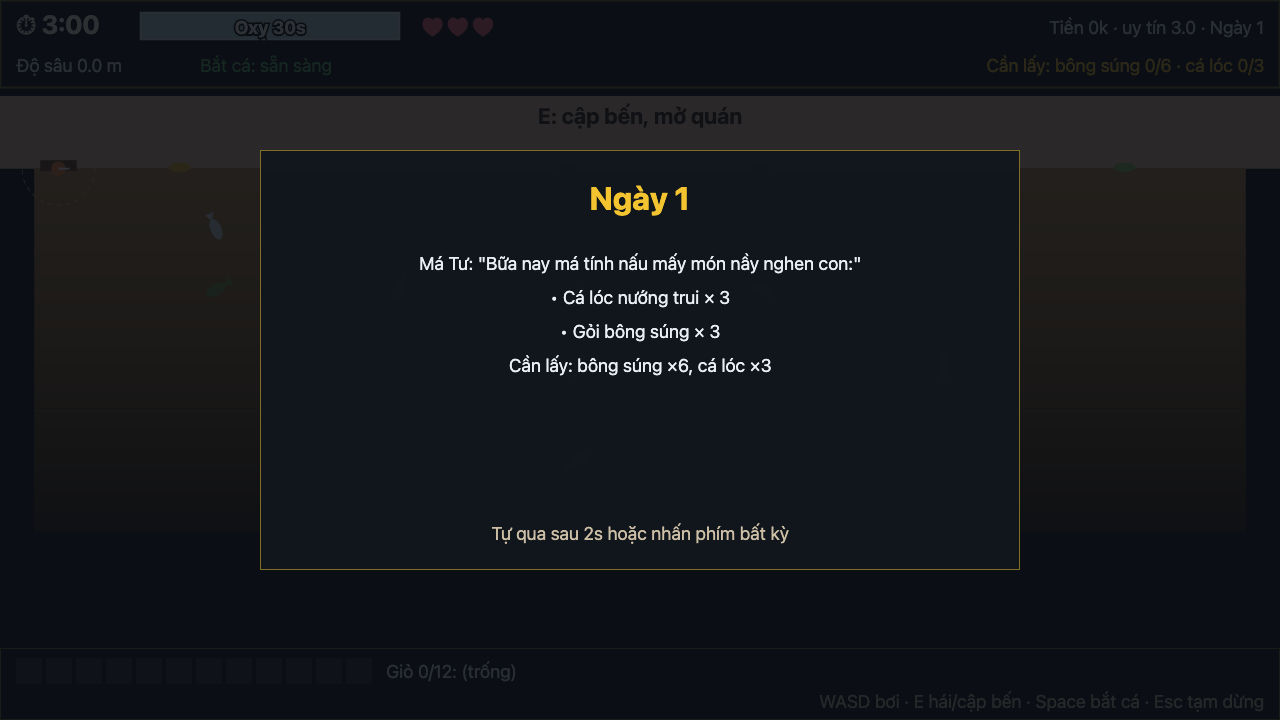 ⏱ 3:00
Oxy 30s
Tiền 0k · uy tín 3.0 · Ngày 1
Độ sâu 0.0 m
Bắt cá: sẵn sàng
Cần lấy: bông súng 0/6 · cá lóc 0/3
E: cập bến, mở quán
Ngày 1
Má Tư: "Bữa nay má tính nấu mấy món nầy nghen con:"
• Cá lóc nướng trui × 3
• Gỏi bông súng × 3
Cần lấy: bông súng ×6, cá lóc ×3
Tự qua sau 2s hoặc nhấn phím bất kỳ
Giỏ 0/12: (trống)
WASD bơi · E hái/cập bến · Space bắt cá · Esc tạm dừng